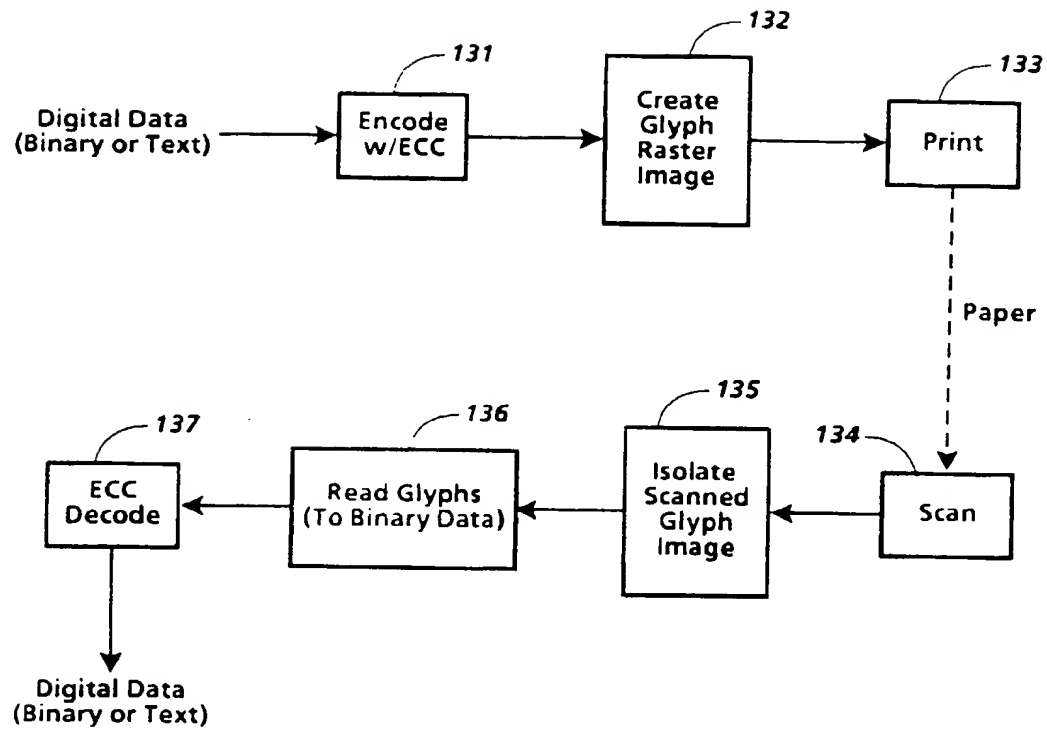 131
132
133
Digital Data
(Binary or Text)
Encode
w/ECC
Create
Glyph
Raster
Image
Print
Paper
137
136
135
134
ECC
Decode
Read Glyphs
(To Binary Data)
Isolate
Scanned
Glyph
Image
Scan
Digital Data
(Binary or Text)